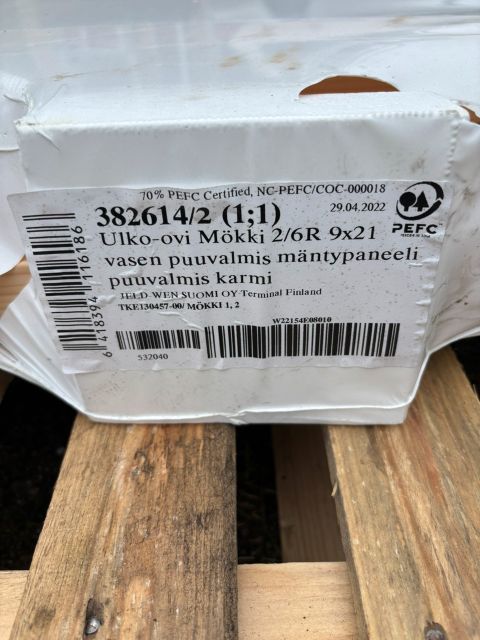 70% PEFC Certified, NC-PEFC/COC-000018
382614/2 (1;1)
29.04.2022
PEFC
Ulko-ovi Mökki 2/6R 9x21
vasen puuvalmis mäntypaneeli
puuvalmis karmi
JELD-WEN SUOMI OY Terminal Finland
TKE130457-00/ MÖKKI 1, 2
W22154E08010
532040
6 418394 116186